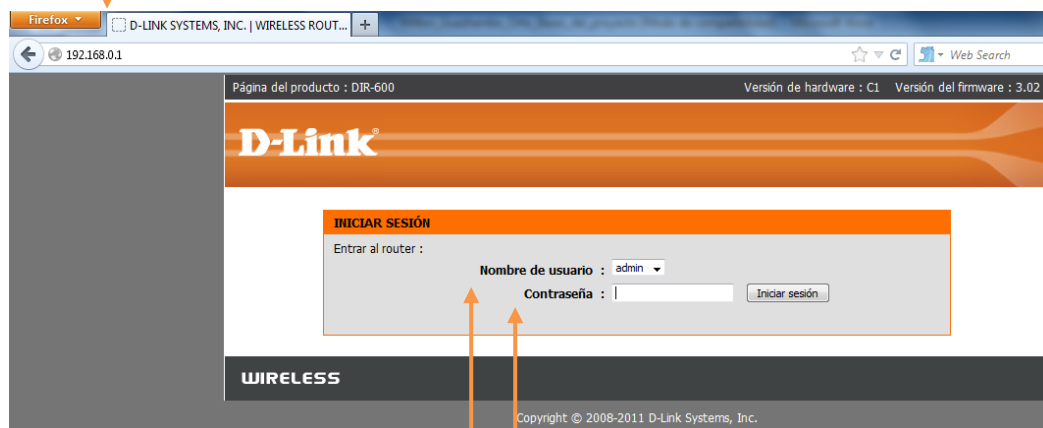 Firefox
D-LINK SYSTEMS, INC. | WIRELESS ROUT... +
192.168.0.1
Web Search
Página del producto : DIR-600 Versión de hardware : C1 Versión del firmware : 3.02
D-Link®
INICIAR SESIÓN
Entrar al router :
Nombre de usuario : admin
Contraseña : Iniciar sesión
WIRELESS
Copyright © 2008-2011 D-Link Systems, Inc.